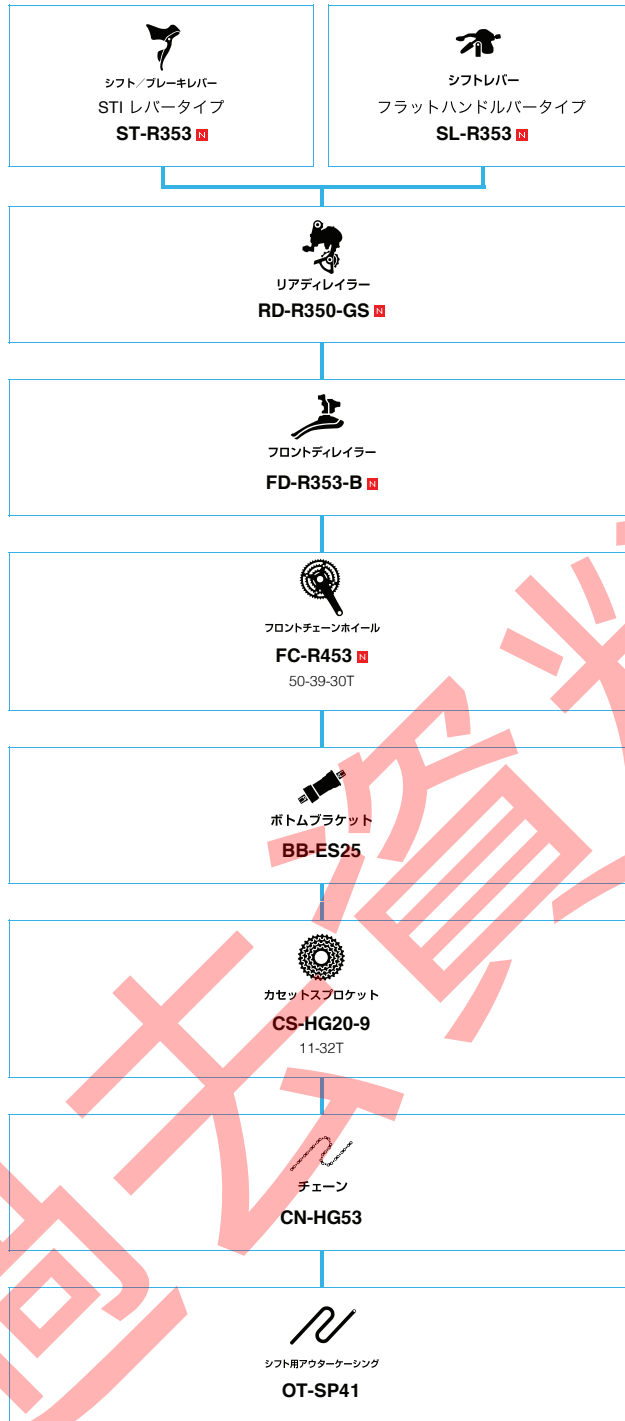 シフト／ブレーキレバー
STI レバータイプ
ST-R353 N
シフトレバー
フラットハンドルバータイプ
SL-R353 N
リアディレイラー
RD-R350-GS N
フロントディレイラー
FD-R353-B N
フロントチェーンホイール
FC-R453 N
50-39-30T
ボトムブラケット
BB-ES25
カセットスプロケット
CS-HG20-9
11-32T
チェーン
CN-HG53
シフト用アウターケーシング
OT-SP41
過去資料